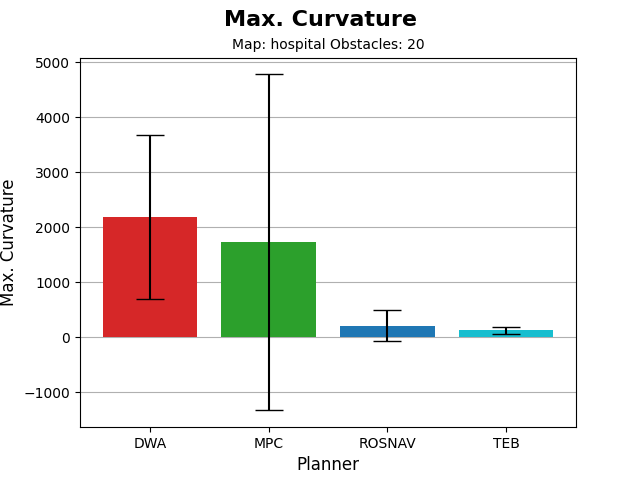 Max. Curvature
Map: hospital Obstacles: 20
Max. Curvature
5000
4000
3000
2000
1000
0
−1000
DWA
MPC
ROSNAV
TEB
Planner